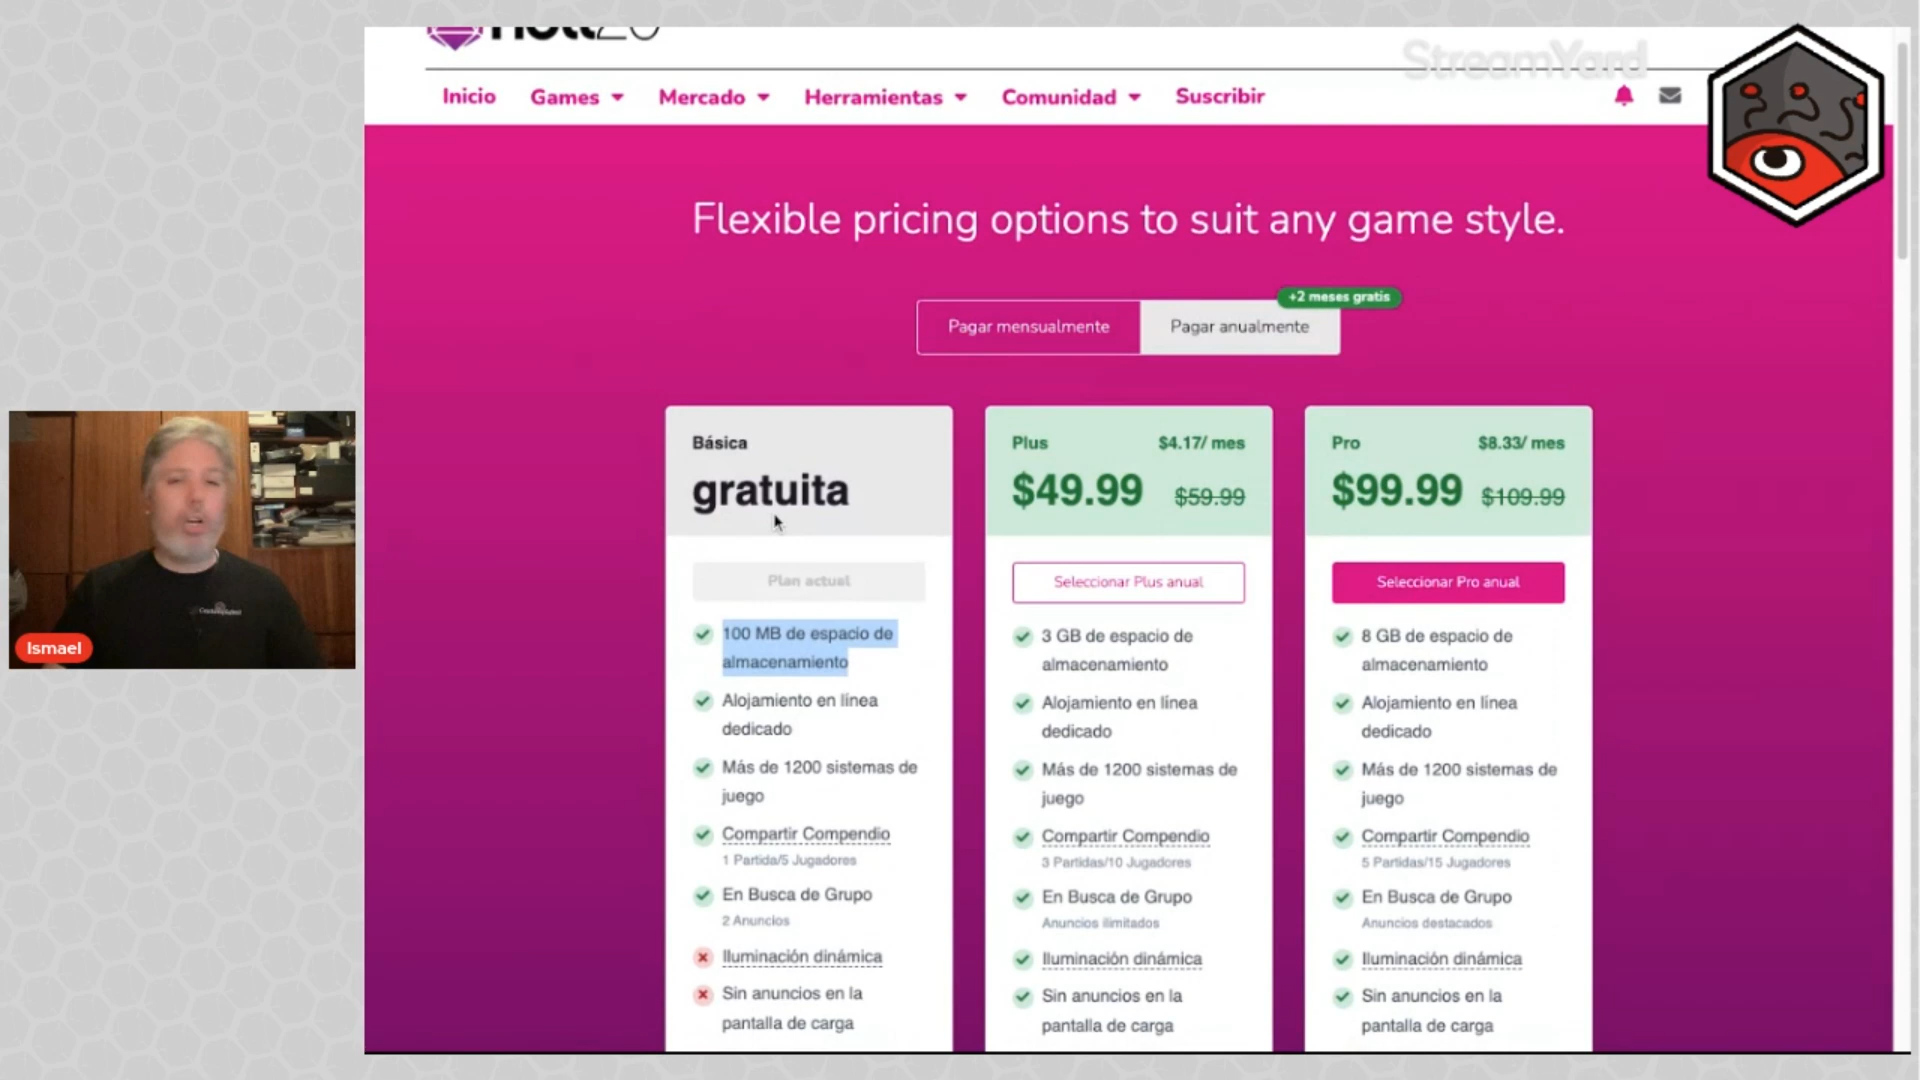 roll20
StreamYard
Inicio
Games
Mercado
Herramientas
Comunidad
Suscribir
Flexible pricing options to suit any game style.
+2 meses gratis
Pagar mensualmente
Pagar anualmente
Básica
gratuita
Plan actual
100 MB de espacio de
almacenamiento
Alojamiento en línea
dedicado
Más de 1200 sistemas de
juego
Compartir Compendio
1 Partida/5 Jugadores
En Busca de Grupo
2 Anuncios
Iluminación dinámica
Sin anuncios en la
pantalla de carga
Plus
$4.17/ mes
$49.99
$59.99
Seleccionar Plus anual
3 GB de espacio de
almacenamiento
Alojamiento en línea
dedicado
Más de 1200 sistemas de
juego
Compartir Compendio
3 Partidas/10 Jugadores
En Busca de Grupo
Anuncios ilimitados
Iluminación dinámica
Sin anuncios en la
pantalla de carga
Pro
$8.33/ mes
$99.99
$109.99
Seleccionar Pro anual
8 GB de espacio de
almacenamiento
Alojamiento en línea
dedicado
Más de 1200 sistemas de
juego
Compartir Compendio
5 Partidas/15 Jugadores
En Busca de Grupo
Anuncios destacados
Iluminación dinámica
Sin anuncios en la
pantalla de carga
Ismael